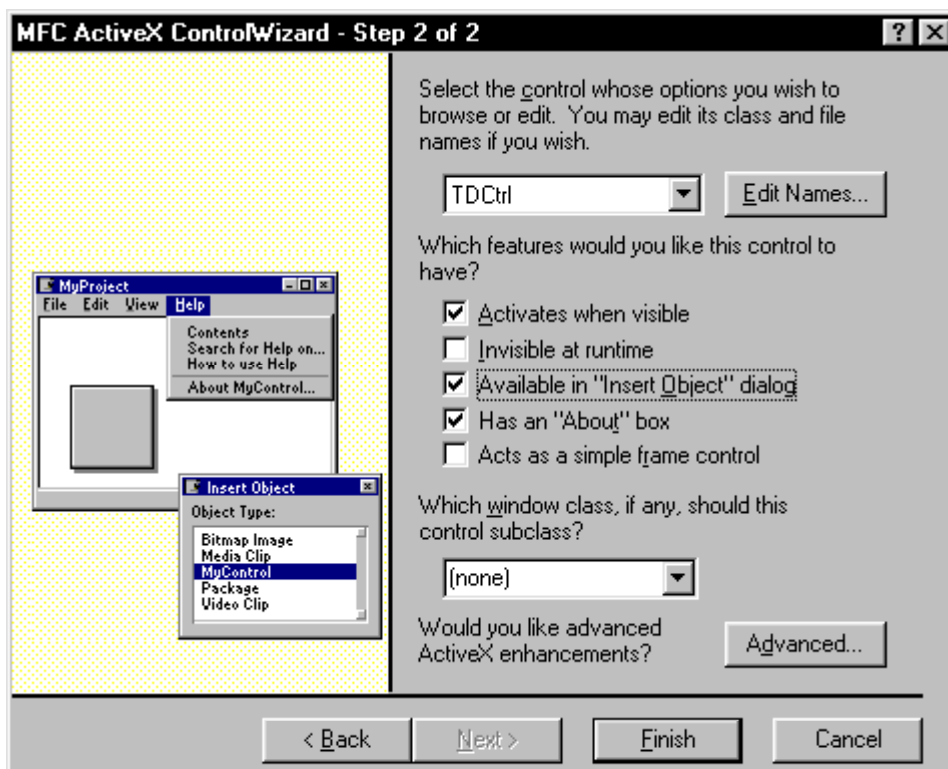 MFC ActiveX ControlWizard - Step 2 of 2
Select the control whose options you wish to
browse or edit. You may edit its class and file
names if you wish.
TDCtrl
Edit Names...
Which features would you like this control to
have?
Activates when visible
Invisible at runtime
Available in "Insert Object" dialog
Has an "About" box
Acts as a simple frame control
Which window class, if any, should this
control subclass?
(none)
Would you like advanced
ActiveX enhancements?
Advanced...
MyProject
File Edit View Help
Contents
Search for Help on...
How to use Help
About MyControl...
Insert Object
Object Type:
Bitmap Image
Media Clip
MyControl
Package
Video Clip
< Back
Next >
Finish
Cancel